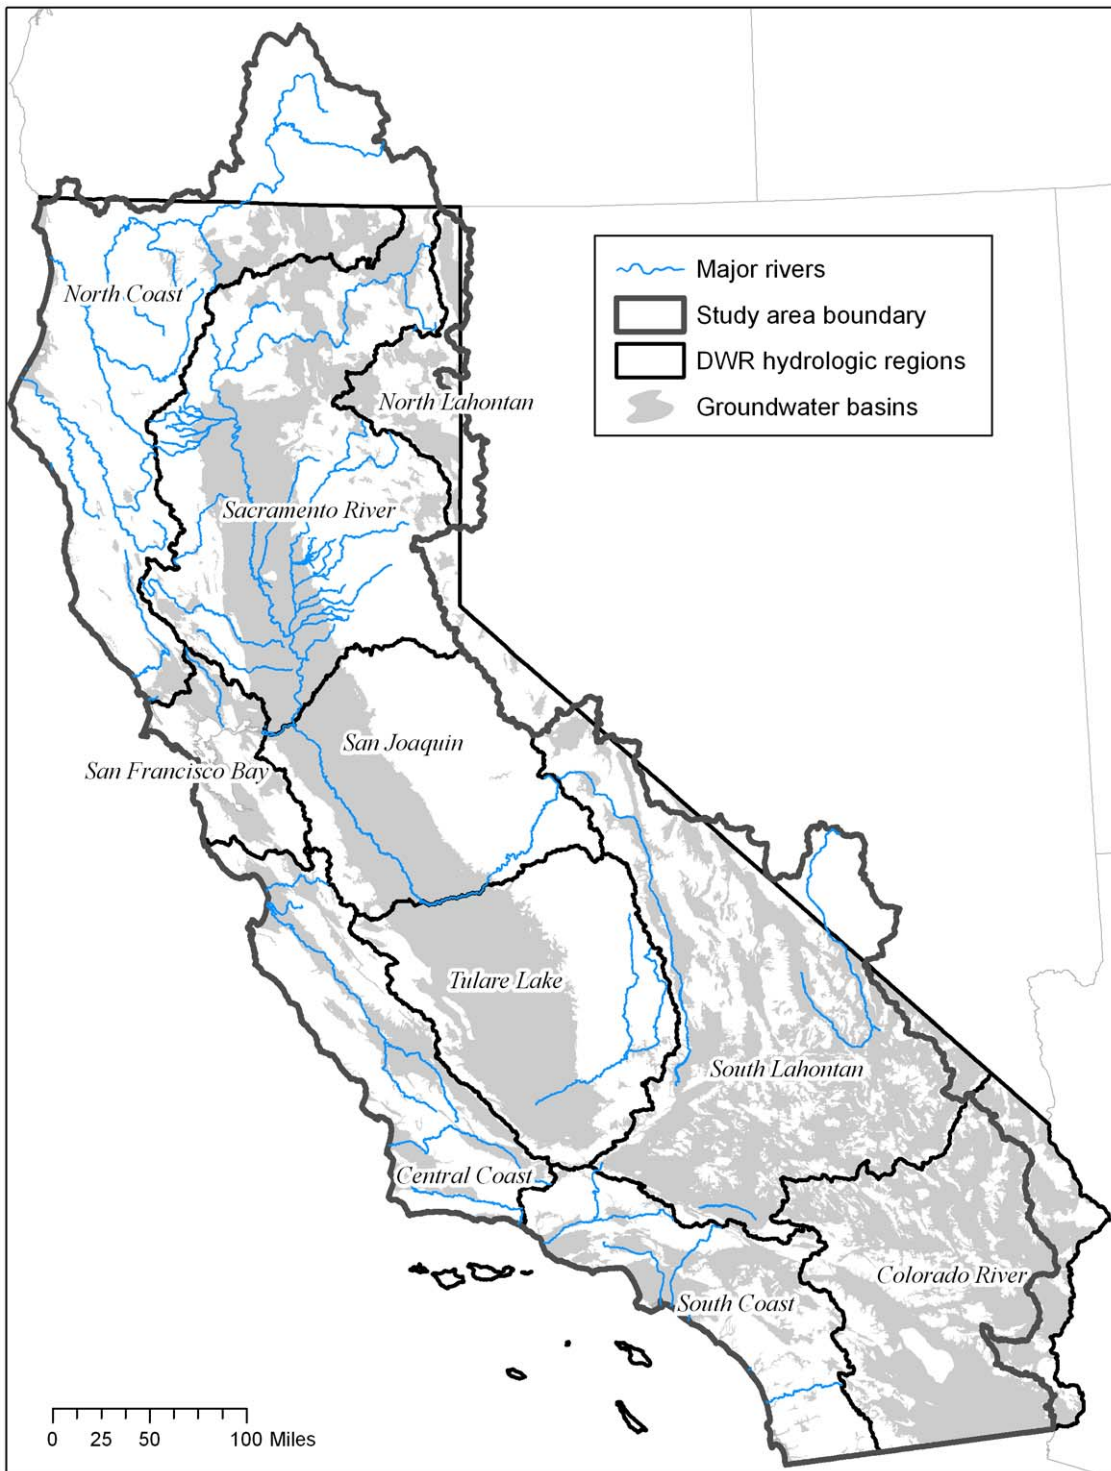 Major rivers
Study area boundary
North Coast
DWR hydrologic regions
North Lahontan
Groundwater basins
Sacramento River
San Joaquin
San Francisco Bay
Tulare Lake
South Lahontan
Central Coast
Colorado River
South Coast
0 25 50 100 Miles